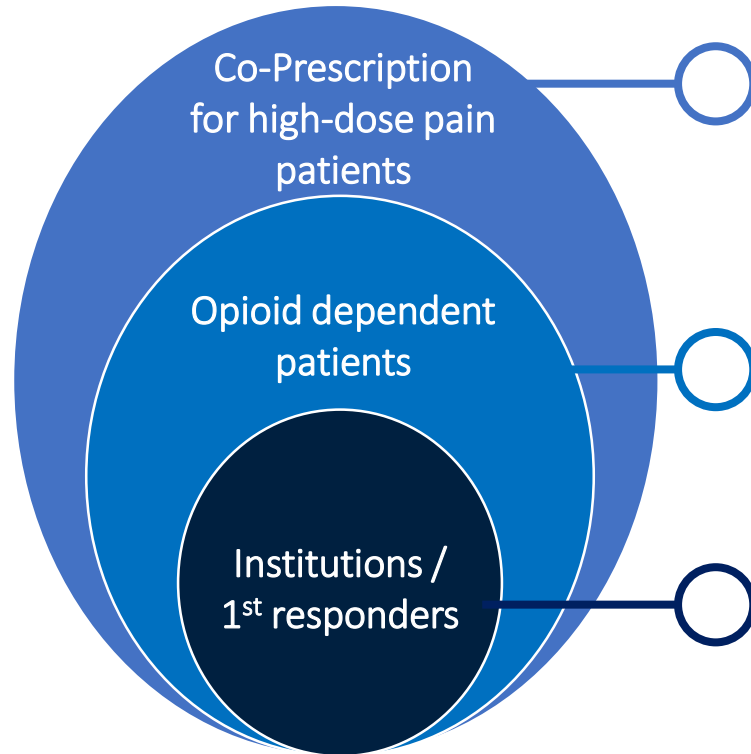 Co-Prescription
for high-dose pain
patients
Opioid dependent
patients
Institutions /
1st responders